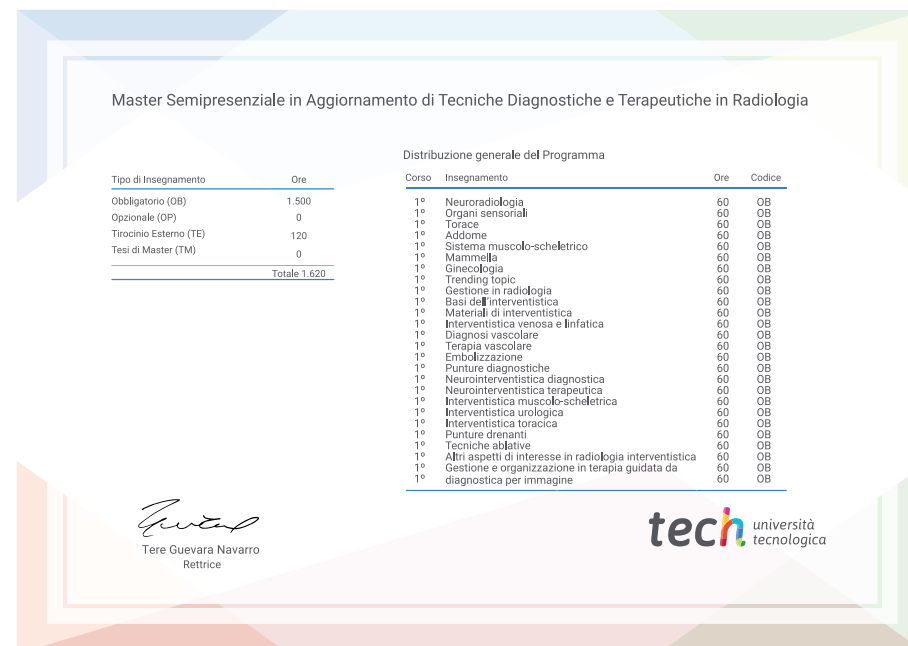 Master Semipresenziale in Aggiornamento di Tecniche Diagnostiche e Terapeutiche in Radiologia
Tipo di Insegnamento Ore
Obbligatorio (OB) 1.500
Opzionale (OP) 0
Tirocinio Esterno (TE) 120
Tesi di Master (TM) 0
Totale 1.620
Distribuzione generale del Programma
Corso Insegnamento Ore Codice
1º Neuroradiologia 60 OB
1º Organi sensoriali 60 OB
1º Torace 60 OB
1º Addome 60 OB
1º Sistema muscolo-scheletrico 60 OB
1º Mammella 60 OB
1º Ginecologia 60 OB
1º Trending topic 60 OB
1º Gestione in radiologia 60 OB
1º Basi dell'interventistica 60 OB
1º Materiali di interventistica 60 OB
1º Interventistica venosa e linfatica 60 OB
1º Diagnosi vascolare 60 OB
1º Terapia vascolare 60 OB
1º Embolizzazione 60 OB
1º Punture diagnostiche 60 OB
1º Neurointerventistica diagnostica 60 OB
1º Neurointerventistica terapeutica 60 OB
1º Interventistica muscolo-scheletrica 60 OB
1º Interventistica urologica 60 OB
1º Interventistica toracica 60 OB
1º Punture drenanti 60 OB
1º Tecniche ablative 60 OB
1º Altri aspetti di interesse in radiologia interventistica 60 OB
1º Gestione e organizzazione in terapia guidata da 60 OB
1º diagnostica per immagine 60 OB
Tere Guevara Navarro
Rettrice
tech università
tecnologica